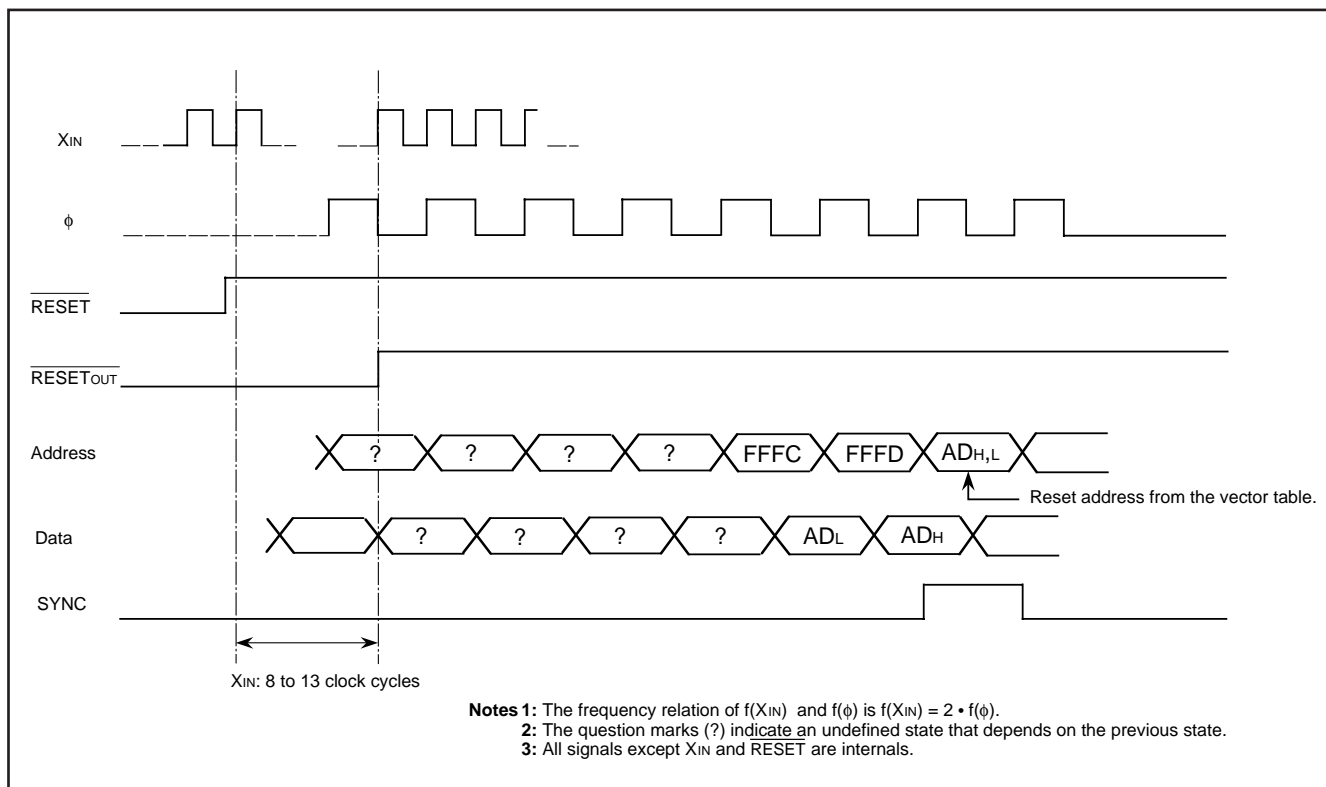 XIN
φ
RESET
RESETOUT
Address ? ? ? ? FFFC FFFD ADH,L
Reset address from the vector table.
Data ? ? ? ? ADL ADH
SYNC
XIN: 8 to 13 clock cycles
Notes 1: The frequency relation of f(XIN) and f(φ) is f(XIN) = 2 • f(φ).
2: The question marks (?) indicate an undefined state that depends on the previous state.
3: All signals except XIN and RESET are internals.